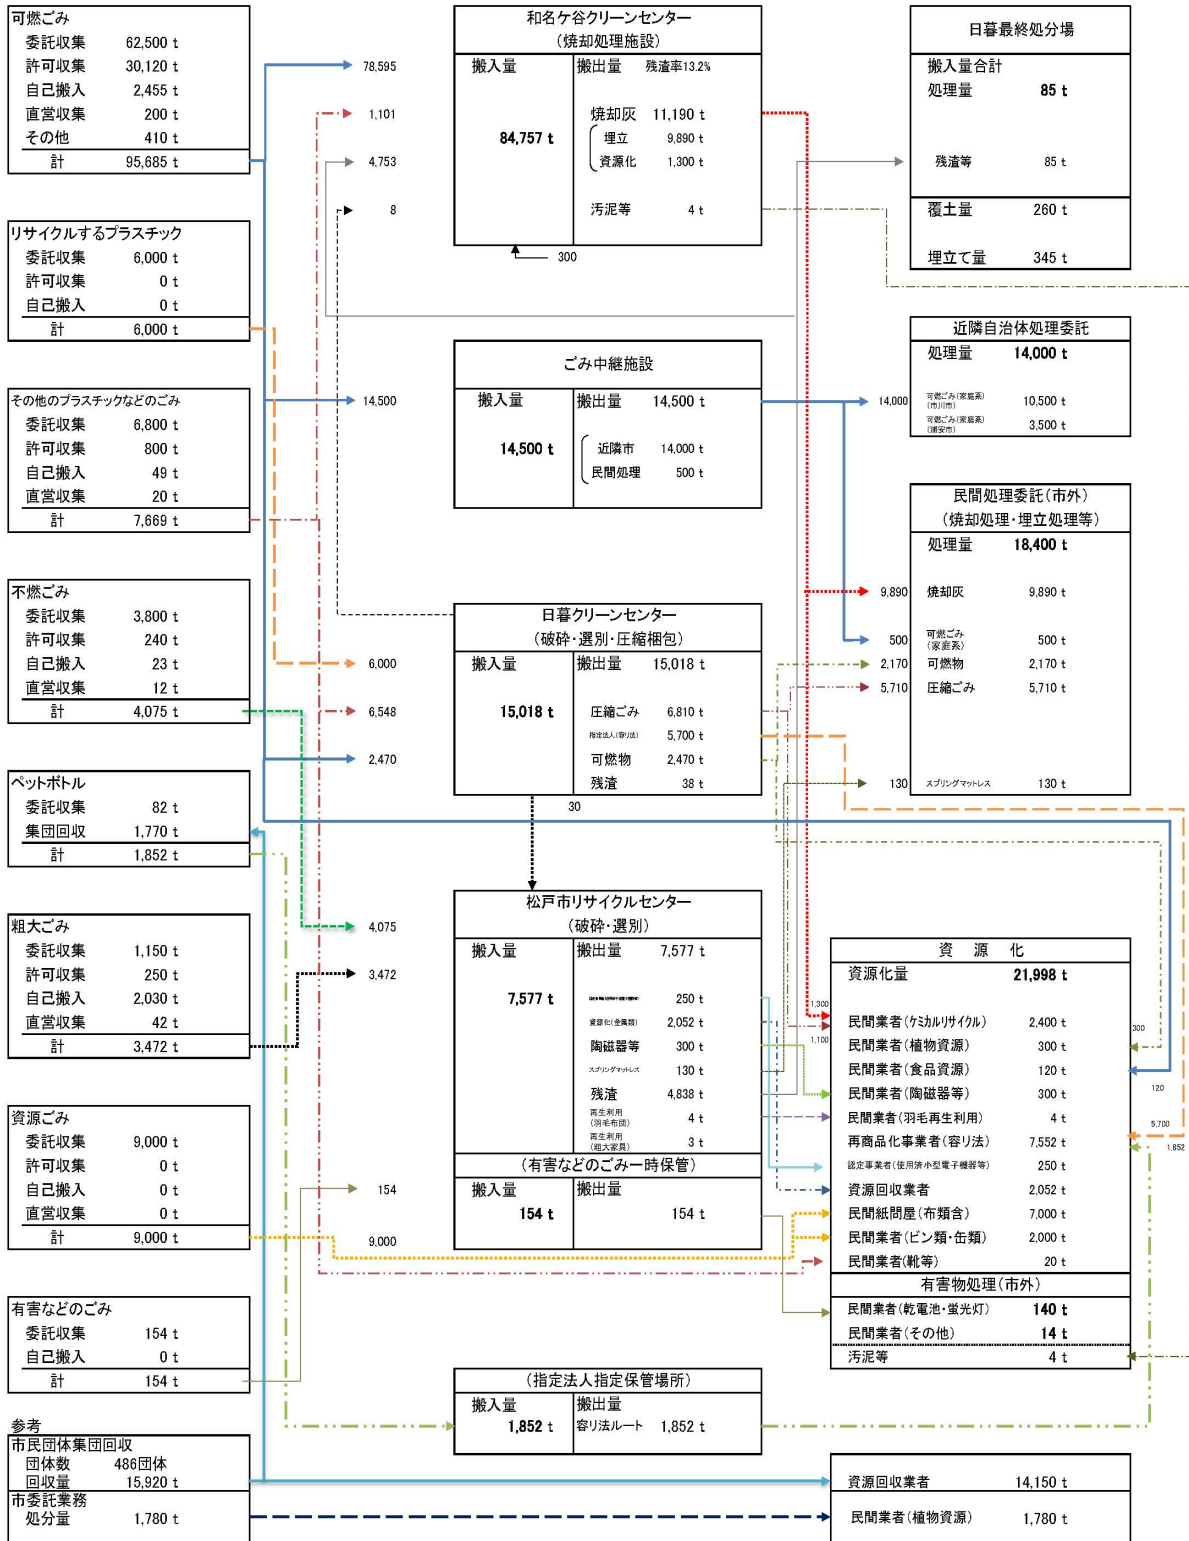 可燃ごみ
委託収集 62,500 t
許可収集 30,120 t
自己搬入 2,455 t
直営収集 200 t
その他 410 t
計 95,685 t
リサイクルするプラスチック
委託収集 6,000 t
許可収集 0 t
自己搬入 0 t
計 6,000 t
その他のプラスチックなどのごみ
委託収集 6,800 t
許可収集 800 t
自己搬入 49 t
直営収集 20 t
計 7,669 t
不燃ごみ
委託収集 3,800 t
許可収集 240 t
自己搬入 23 t
直営収集 12 t
計 4,075 t
ペットボトル
委託収集 82 t
集団回収 1,770 t
計 1,852 t
粗大ごみ
委託収集 1,150 t
許可収集 250 t
自己搬入 2,030 t
直営収集 42 t
計 3,472 t
資源ごみ
委託収集 9,000 t
許可収集 0 t
自己搬入 0 t
直営収集 0 t
計 9,000 t
有害などのごみ
委託収集 154 t
自己搬入 0 t
計 154 t
参考
市民団体集団回収
団体数 486団体
回収量 15,920 t
市委託業務
処分量 1,780 t
78,595
1,101
4,753
8
14,500
6,000
6,548
2,470
4,075
3,472
154
9,000
和名ケ谷クリーンセンター
(焼却処理施設)
搬入量 搬出量 残渣率13.2%
焼却灰 11,190 t
84,757 t 埋立 9,890 t
資源化 1,300 t
汚泥等 4 t
300
ごみ中継施設
搬入量 搬出量 14,500 t
14,500 t 近隣市 14,000 t
民間処理 500 t
日暮クリーンセンター
(破砕・選別・圧縮梱包)
搬入量 搬出量 15,018 t
15,018 t 圧縮ごみ 6,810 t
指定法人(容リ法) 5,700 t
可燃物 2,470 t
残渣 38 t
30
松戸市リサイクルセンター
(破砕・選別)
搬入量 搬出量 7,577 t
7,577 t 250 t
資源化(金属類) 2,052 t
陶磁器等 300 t
スプリングマットレス 130 t
残渣 4,838 t
再生利用
(羽毛布団) 4 t
再生利用
(粗大家具) 3 t
(有害などのごみ一時保管)
搬入量 搬出量
154 t 154 t
(指定法人指定保管場所)
搬入量 搬出量
1,852 t 容リ法ルート 1,852 t
日暮最終処分場
搬入量合計
処理量 85 t
残渣等 85 t
覆土量 260 t
埋立て量 345 t
近隣自治体処理委託
処理量 14,000 t
14,000
可燃ごみ(家庭系)
(市川市) 10,500 t
可燃ごみ(家庭系)
(浦安市) 3,500 t
民間処理委託(市外)
(焼却処理・埋立処理等)
処理量 18,400 t
9,890 焼却灰 9,890 t
500 可燃ごみ
(家庭系) 500 t
2,170 可燃物 2,170 t
5,710 圧縮ごみ 5,710 t
130 スプリングマットレス 130 t
資源化
資源化量 21,998 t
1,300
民間業者(ケミカルリサイクル) 2,400 t
1,100
300
民間業者(植物資源) 300 t
民間業者(食品資源) 120 t
120
民間業者(陶磁器等) 300 t
民間業者(羽毛再生利用) 4 t
5,700
再商品化事業者(容リ法) 7,552 t
1,852
認定事業者(使用済小型電子機器等) 250 t
資源回収業者 2,052 t
民間紙問屋(布類含) 7,000 t
民間業者(ビン類・缶類) 2,000 t
民間業者(靴等) 20 t
有害物処理(市外)
民間業者(乾電池・蛍光灯) 140 t
民間業者(その他) 14 t
汚泥等 4 t
資源回収業者 14,150 t
民間業者(植物資源) 1,780 t